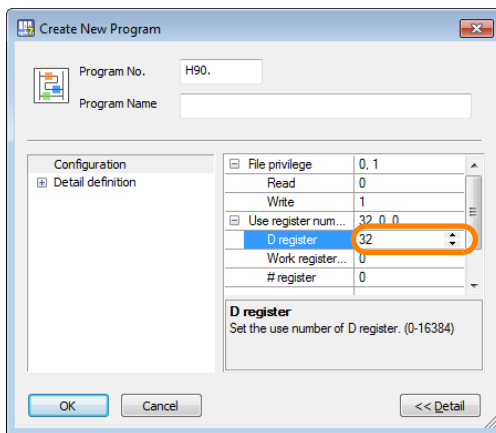 Create New Program
Program No. H90.
Program Name
Configuration
Detail definition
File privilege 0, 1
Read 0
Write 1
Use register num... 32, 0, 0
D register 32
Work register... 0
# register 0
D register
Set the use number of D register. (0-16384)
OK Cancel << Detail